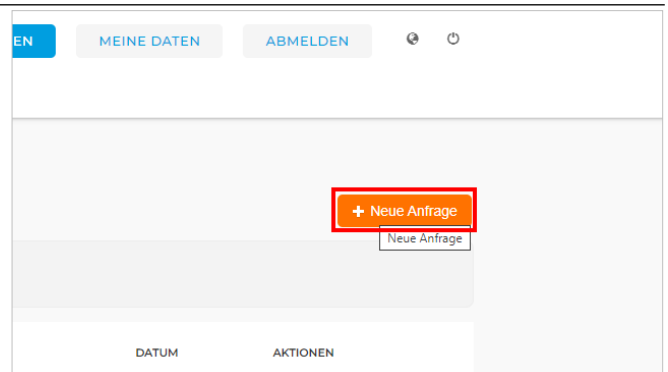 EN MEINE DATEN ABMELDEN
+ Neue Anfrage
Neue Anfrage
DATUM AKTIONEN